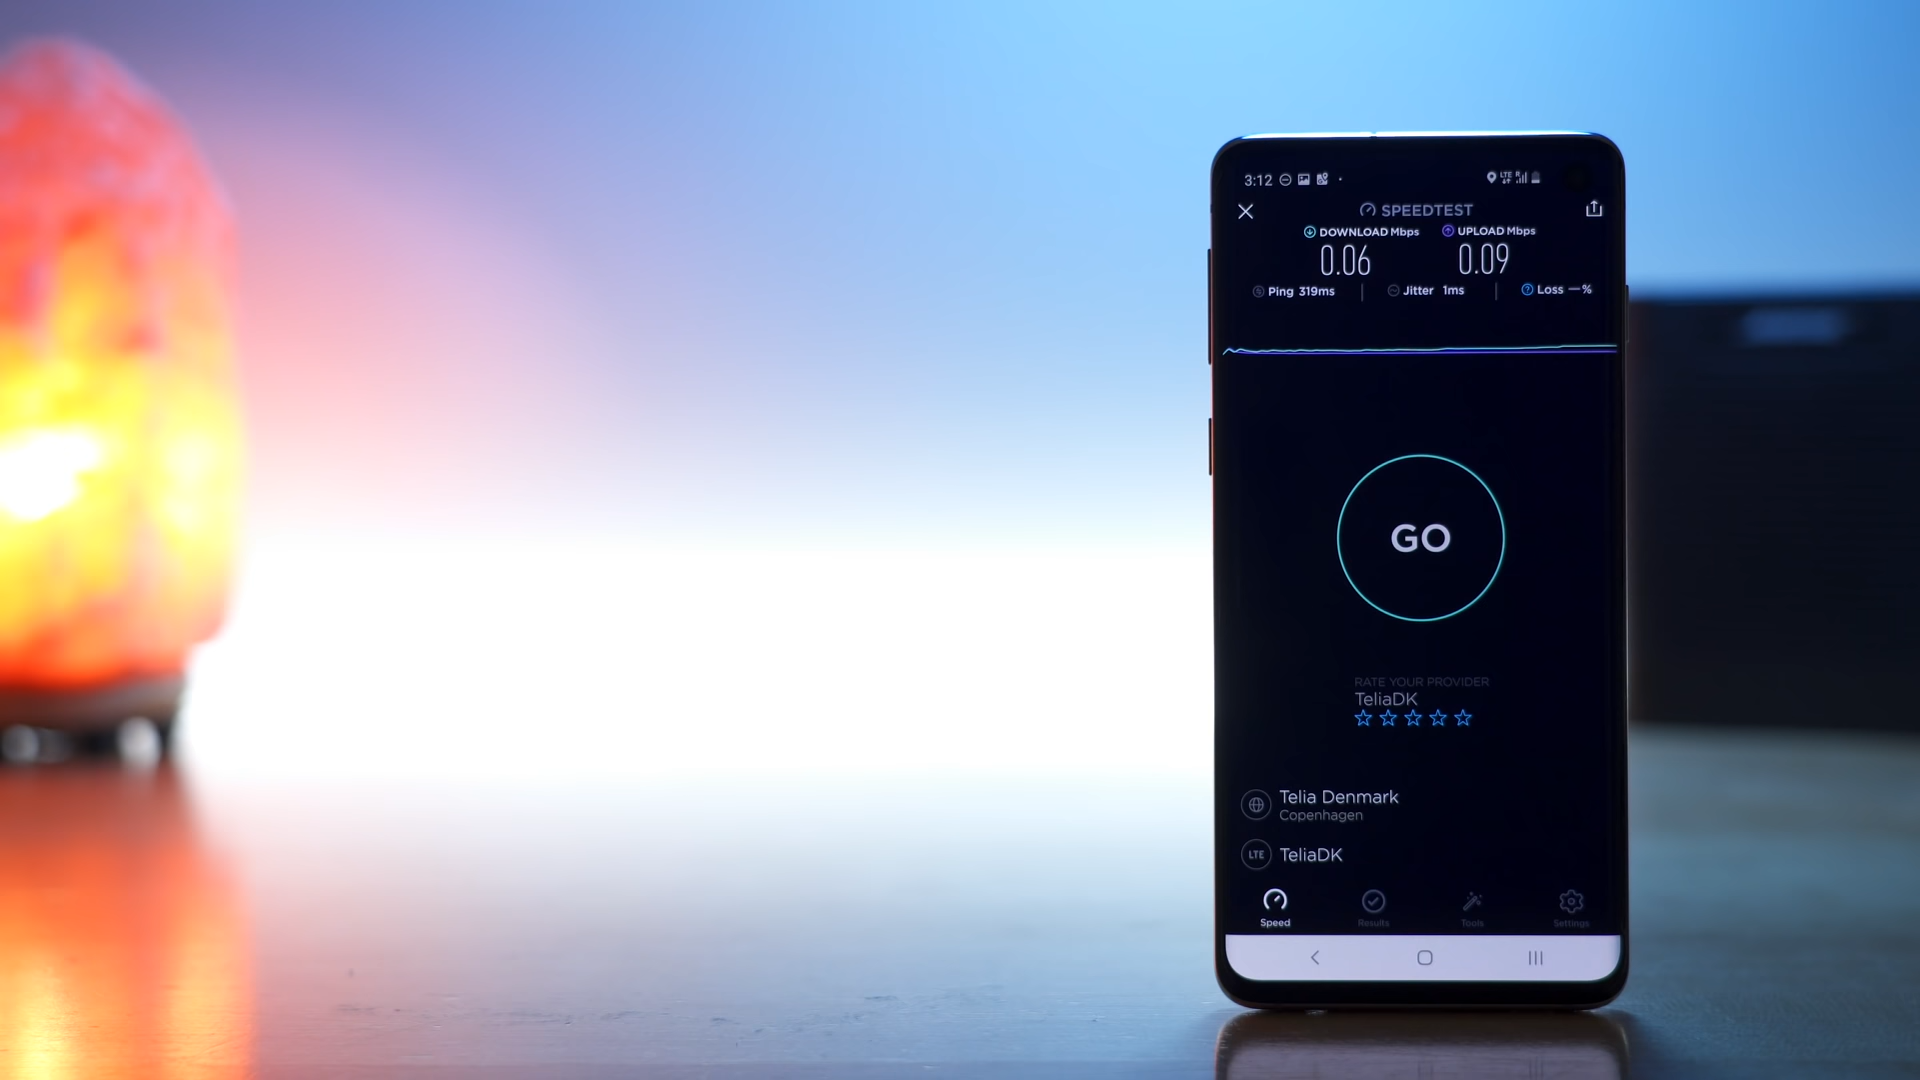 3:12 LTE R
SPEEDTEST
DOWNLOAD Mbps UPLOAD Mbps
0.06 0.09
Ping 319ms Jitter 1ms Loss — %
GO
RATE YOUR PROVIDER
TeliaDK
Telia Denmark
Copenhagen
LTE TeliaDK
Speed Results Tools Settings